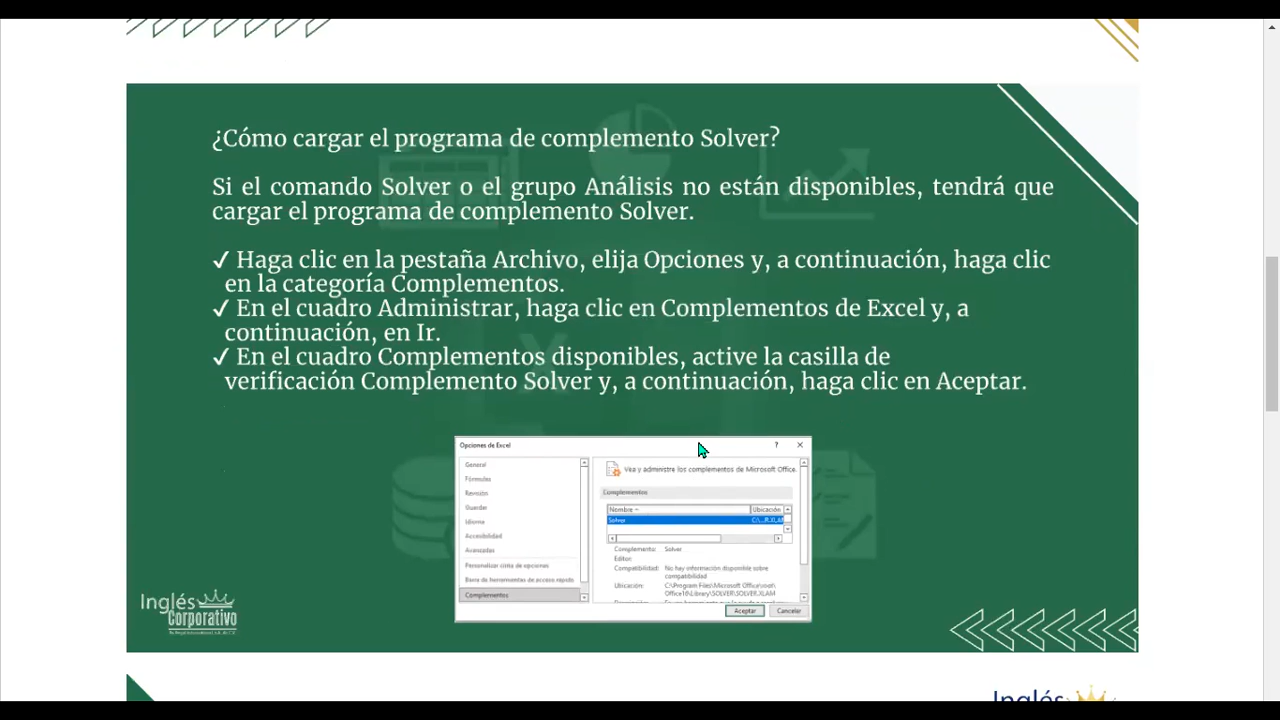 ¿Cómo cargar el programa de complemento Solver?
Si el comando Solver o el grupo Análisis no están disponibles, tendrá que
cargar el programa de complemento Solver.
✓ Haga clic en la pestaña Archivo, elija Opciones y, a continuación, haga clic
en la categoría Complementos.
✓ En el cuadro Administrar, haga clic en Complementos de Excel y, a
continuación, en Ir.
✓ En el cuadro Complementos disponibles, active la casilla de
verificación Complemento Solver y, a continuación, haga clic en Aceptar.
Opciones de Excel
General
Fórmulas
Revisión
Guardar
Idioma
Accesibilidad
Avanzadas
Personalizar cinta de opciones
Barra de herramientas de acceso rápido
Complementos
Vea y administre los complementos de Microsoft Office.
Complementos
Nombre Ubicación
Solver C:\...R.XLAM
Complemento: Solver
Editor:
Compatibilidad: No hay información disponible sobre
compatibilidad
Ubicación: C:\Program Files\Microsoft Office\root\
Office16\Library\SOLVER\SOLVER.XLAM
Aceptar Cancelar
Inglés
Corporativo
Inglés